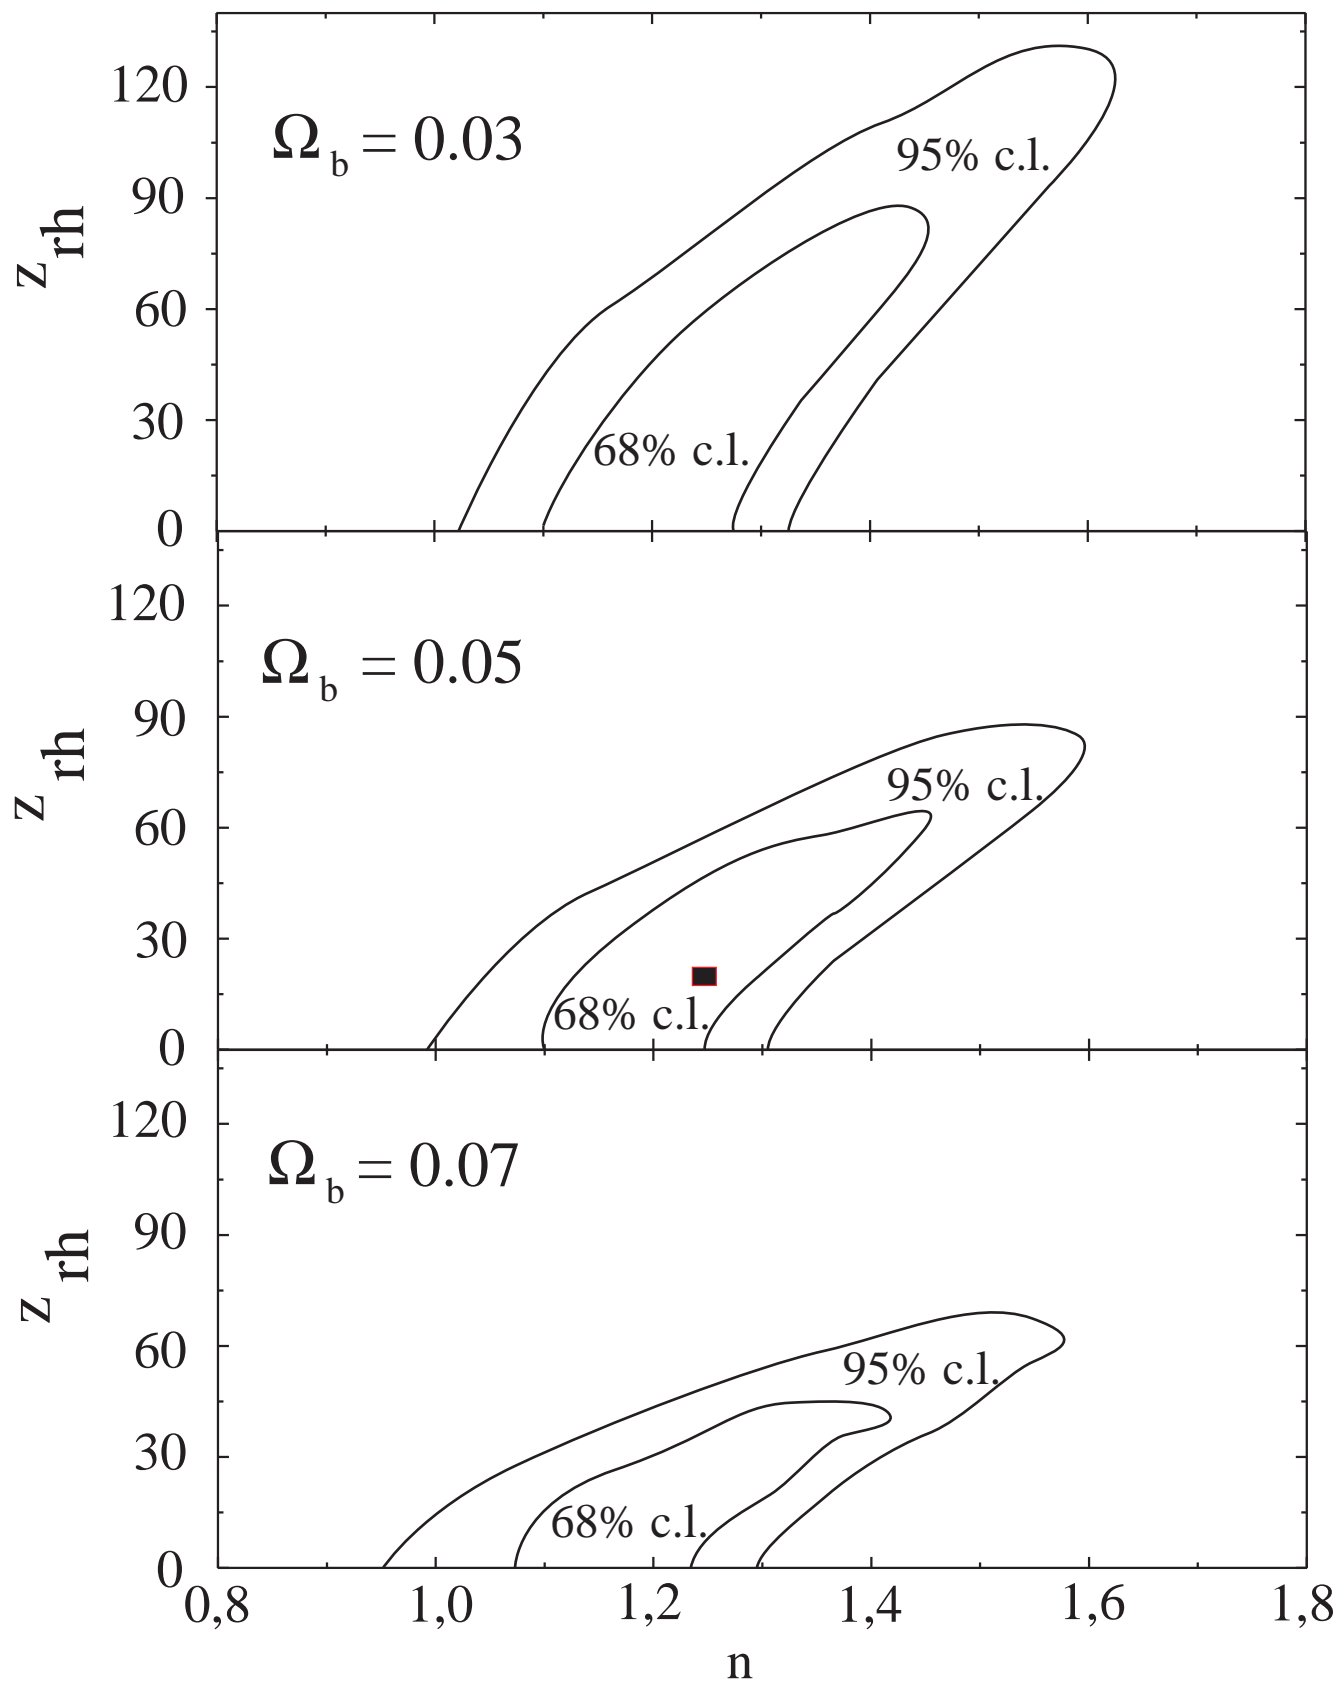 120
90
60
30
0
z rh
Ω b = 0.03
95% c.l.
68% c.l.
120
90
60
30
0
z rh
Ω b = 0.05
95% c.l.
68% c.l.
120
90
60
30
0
z rh
Ω b = 0.07
95% c.l.
68% c.l.
0,8 1,0 1,2 1,4 1,6 1,8
n